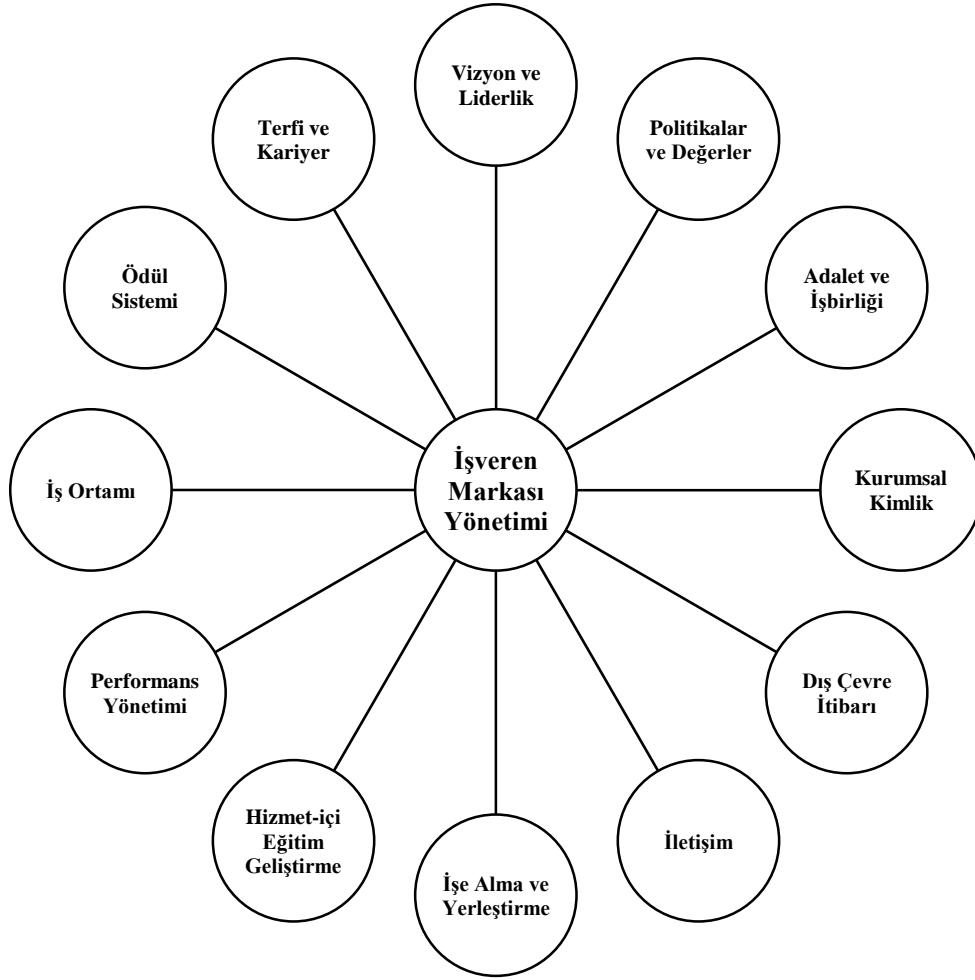 Vizyon ve
Liderlik
Politikalar
ve Değerler
Adalet ve
İşbirliği
Kurumsal
Kimlik
Dış Çevre
İtibarı
İletişim
İşe Alma ve
Yerleştirme
Hizmet-içi
Eğitim
Geliştirme
Performans
Yönetimi
İş Ortamı
Ödül
Sistemi
Terfi ve
Kariyer
İşveren
Markası
Yönetimi